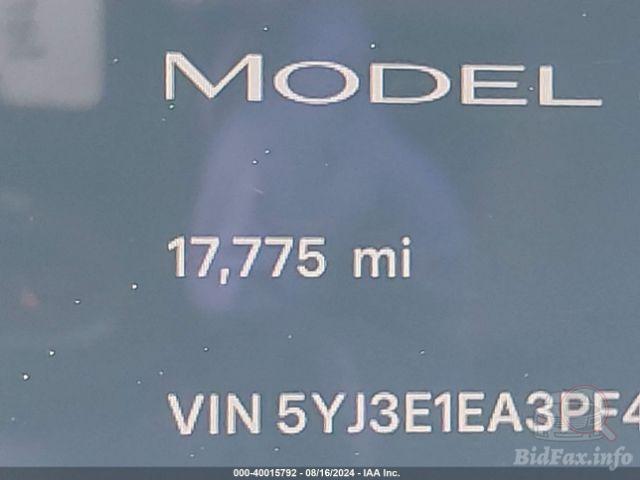 MODEL
17,775 mi
VIN 5YJ3E1EA3PF4
000-40015792 - 08/16/2024 - IAA Inc.
BidFax.info